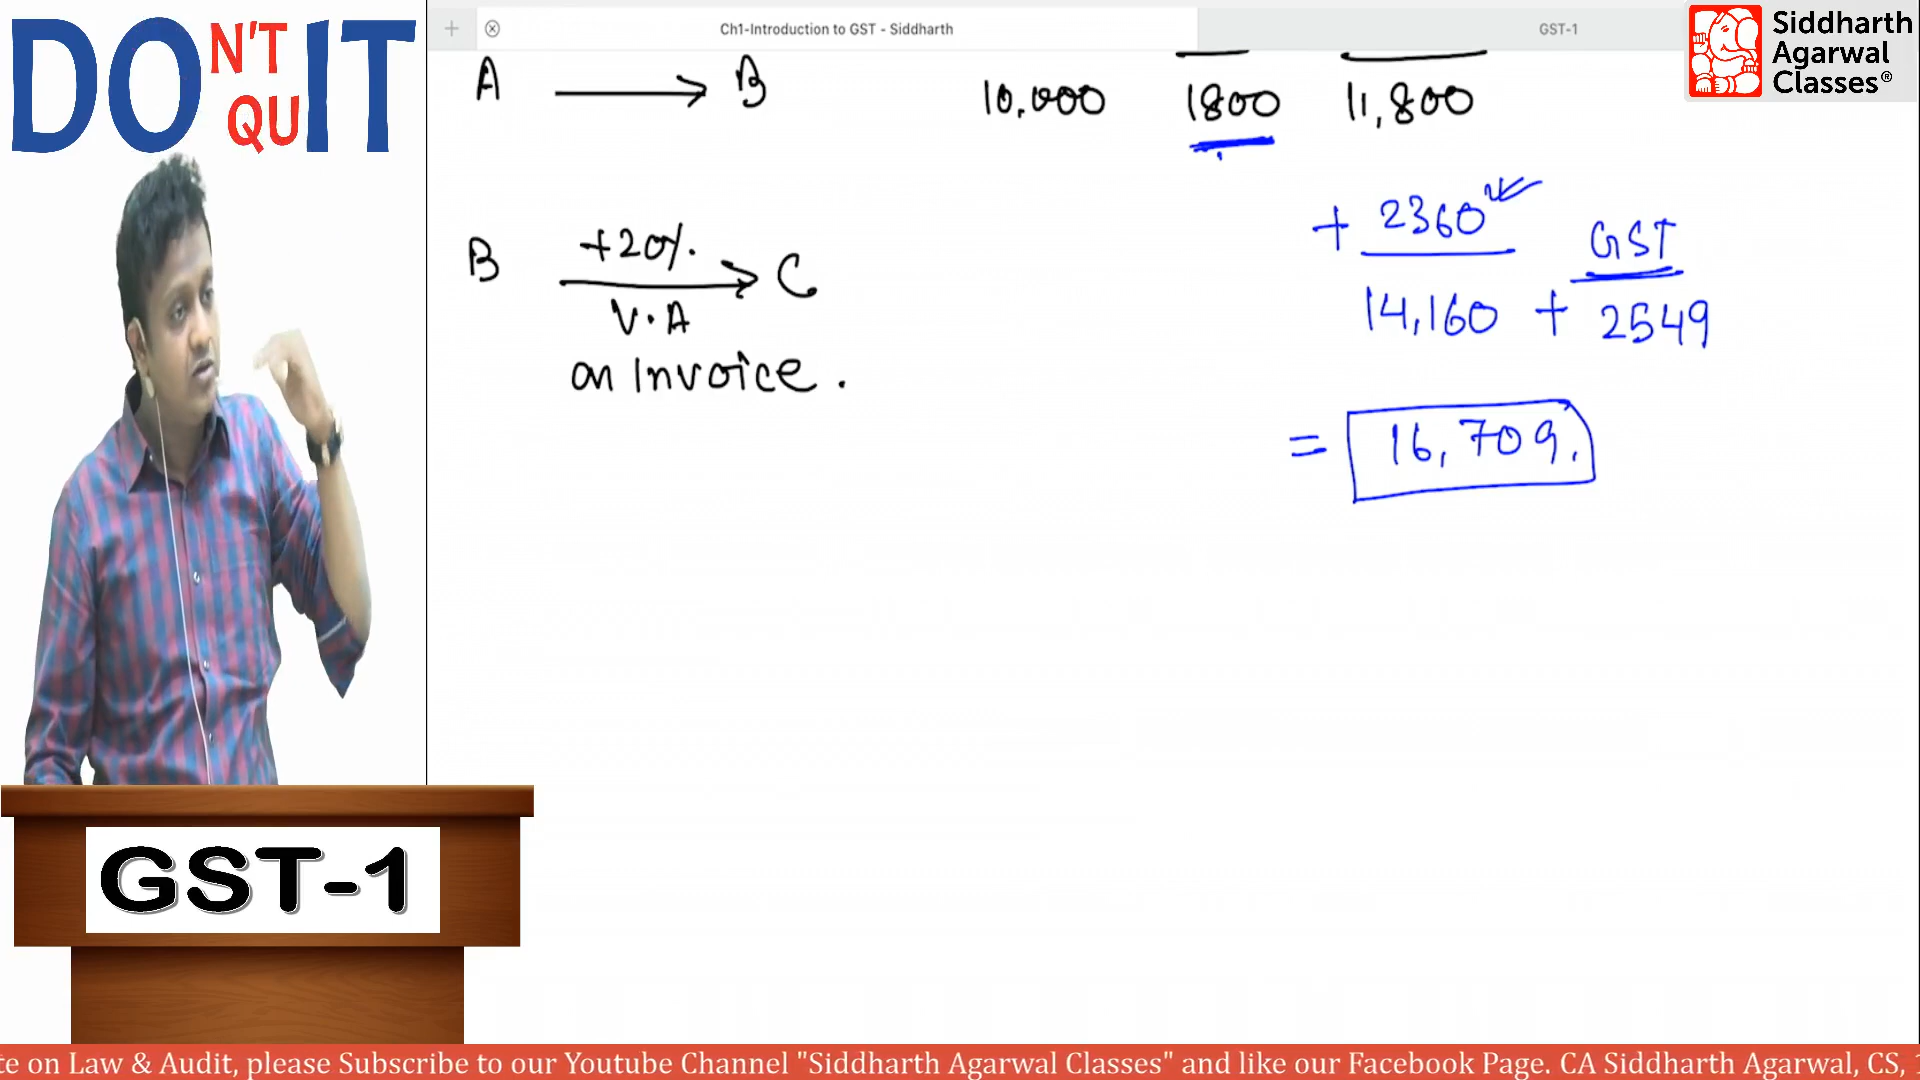 DON'T QUIT
Ch1-Introduction to GST - Siddharth
GST-1
Siddharth
Agarwal
Classes®
A → B 10,000 1800 11,800
+ 2360
B +20% → C
V.A
on Invoice.
GST
14,160 + 2549
= 16,709.
GST-1
te on Law & Audit, please Subscribe to our Youtube Channel "Siddharth Agarwal Classes" and like our Facebook Page. CA Siddharth Agarwal, CS,